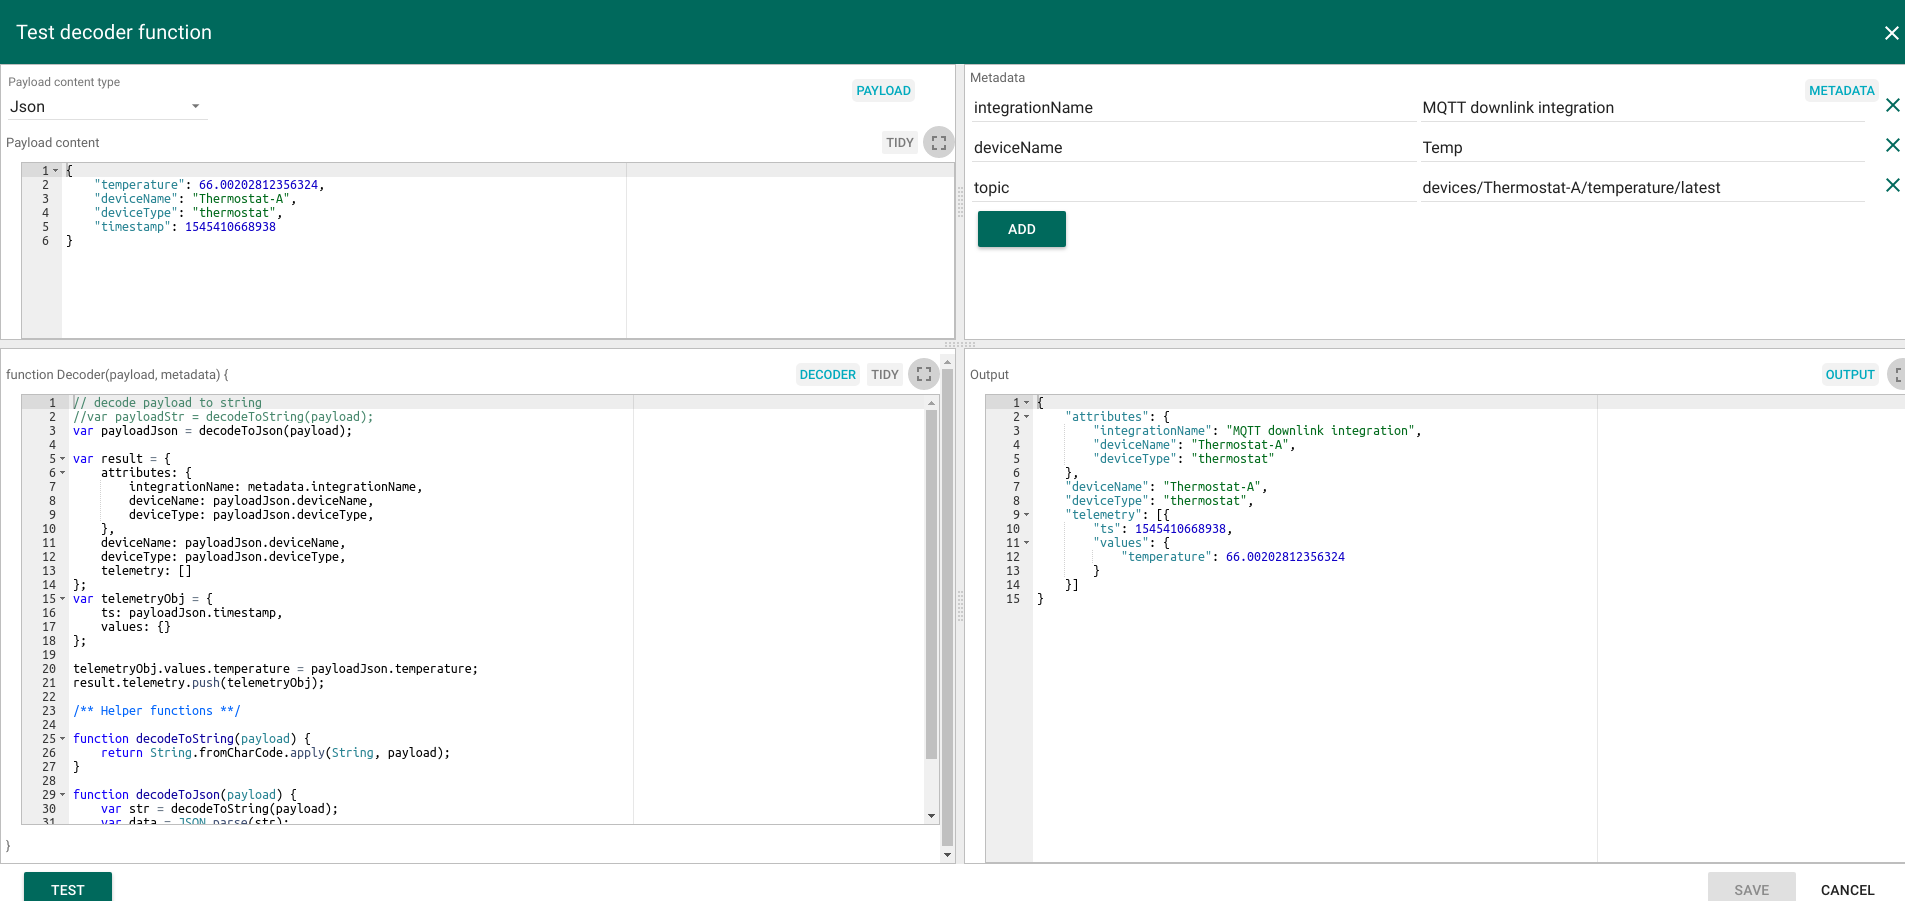 Test decoder function
Payload content type
PAYLOAD
Json
Payload content
TIDY
1 {
2     "temperature": 66.00202812356324,
3     "deviceName": "Thermostat-A",
4     "deviceType": "thermostat",
5     "timestamp": 1545410668938
6 }
Metadata
METADATA
integrationName MQTT downlink integration
deviceName Temp
topic devices/Thermostat-A/temperature/latest
ADD
function Decoder(payload, metadata) {
DECODER TIDY
1 // decode payload to string
2 //var payloadStr = decodeToString(payload);
3 var payloadJson = decodeToJson(payload);
4
5 var result = {
6     attributes: {
7         integrationName: metadata.integrationName,
8         deviceName: payloadJson.deviceName,
9         deviceType: payloadJson.deviceType,
10     },
11     deviceName: payloadJson.deviceName,
12     deviceType: payloadJson.deviceType,
13     telemetry: []
14 };
15 var telemetryObj = {
16     ts: payloadJson.timestamp,
17     values: {}
18 };
19
20 telemetryObj.values.temperature = payloadJson.temperature;
21 result.telemetry.push(telemetryObj);
22
23 /** Helper functions **/
24
25 function decodeToString(payload) {
26     return String.fromCharCode.apply(String, payload);
27 }
28
29 function decodeToJson(payload) {
30     var str = decodeToString(payload);
31     var data = JSON.parse(str);
}
Output
OUTPUT
1 {
2     "attributes": {
3         "integrationName": "MQTT downlink integration",
4         "deviceName": "Thermostat-A",
5         "deviceType": "thermostat"
6     },
7     "deviceName": "Thermostat-A",
8     "deviceType": "thermostat",
9     "telemetry": [{
10         "ts": 1545410668938,
11         "values": {
12             "temperature": 66.00202812356324
13         }
14     }]
15 }
TEST
SAVE
CANCEL